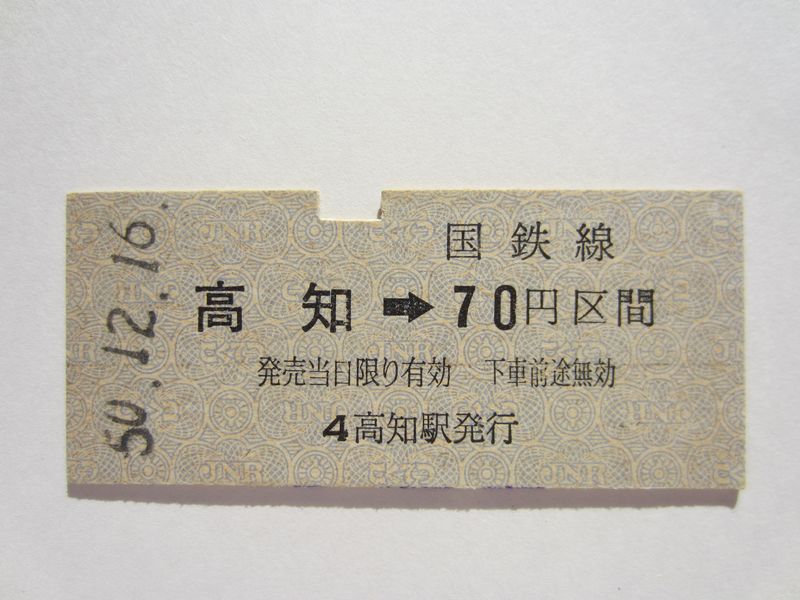 50.12.16.
国鉄線
高知➡70円区間
発売当日限り有効 下車前途無効
4高知駅発行